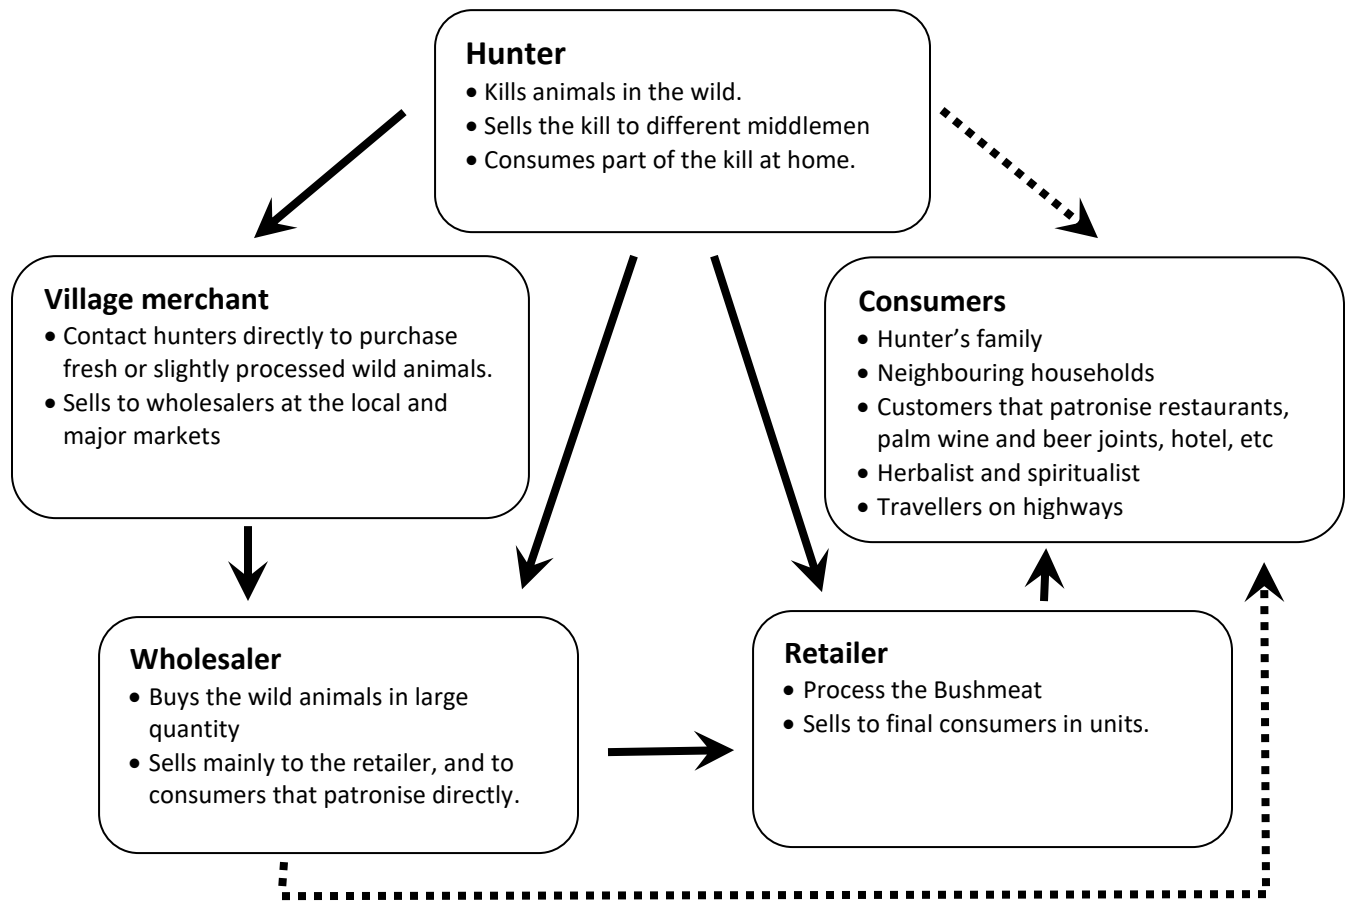 Hunter
• Kills animals in the wild.
• Sells the kill to different middlemen
• Consumes part of the kill at home.
Village merchant
• Contact hunters directly to purchase
fresh or slightly processed wild animals.
• Sells to wholesalers at the local and
major markets
Consumers
• Hunter’s family
• Neighbouring households
• Customers that patronise restaurants,
palm wine and beer joints, hotel, etc
• Herbalist and spiritualist
• Travellers on highways
Wholesaler
• Buys the wild animals in large
quantity
• Sells mainly to the retailer, and to
consumers that patronise directly.
Retailer
• Process the Bushmeat
• Sells to final consumers in units.